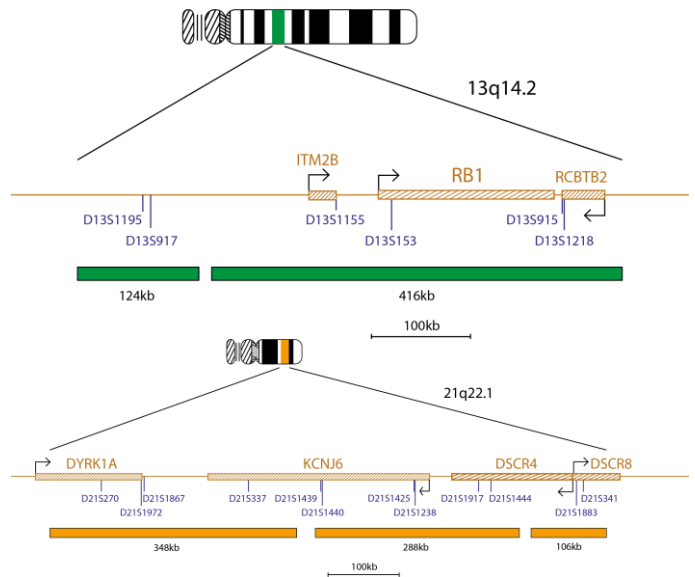 13q14.2
ITM2B RB1 RCBTB2
D13S1195 D13S1155 D13S915
D13S917 D13S153 D13S1218
124kb 416kb
100kb
21q22.1
DYRK1A KCNJ6 DSCR4 DSCR8
D21S270 D21S1867 D21S337 D21S1439 D21S1425 D21S1917 D21S1444 D21S341
D21S1972 D21S1440 D21S1238 D21S1883
348kb 288kb 106kb
100kb